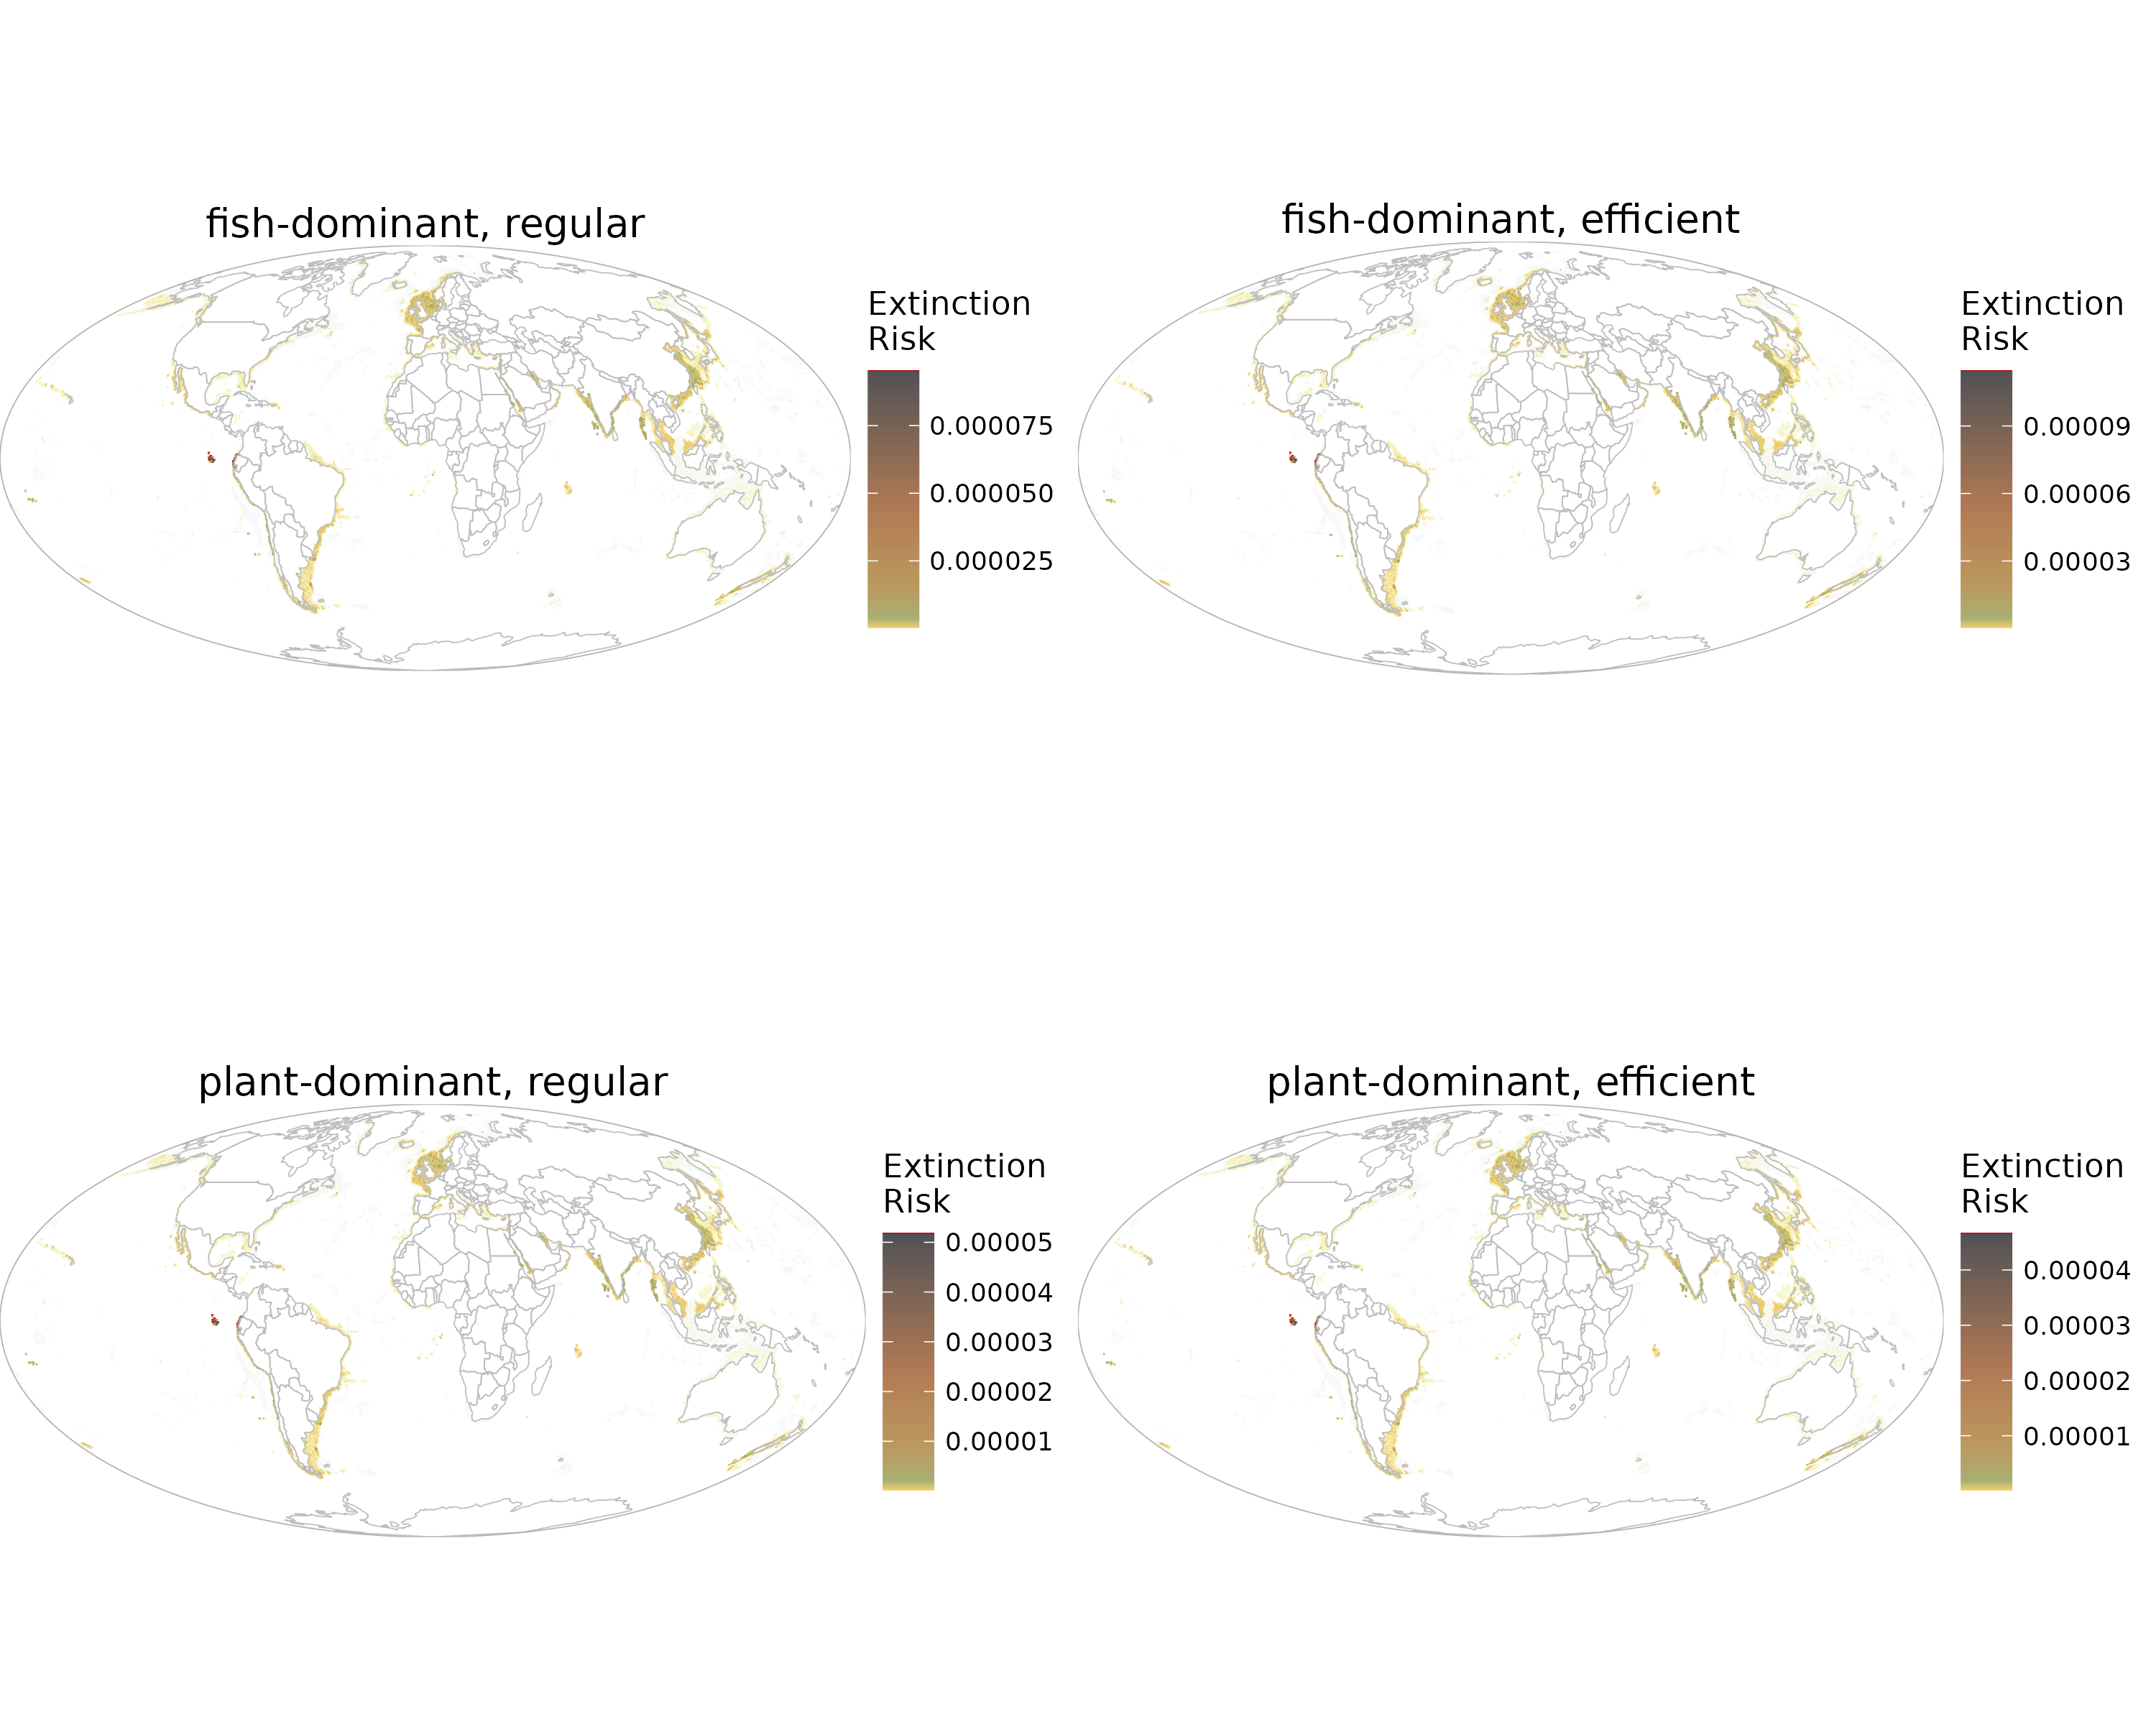 fish-dominant, regular
Extinction
Risk
0.000075
0.000050
0.000025
fish-dominant, efficient
Extinction
Risk
0.00009
0.00006
0.00003
plant-dominant, regular
Extinction
Risk
0.00005
0.00004
0.00003
0.00002
0.00001
plant-dominant, efficient
Extinction
Risk
0.00004
0.00003
0.00002
0.00001